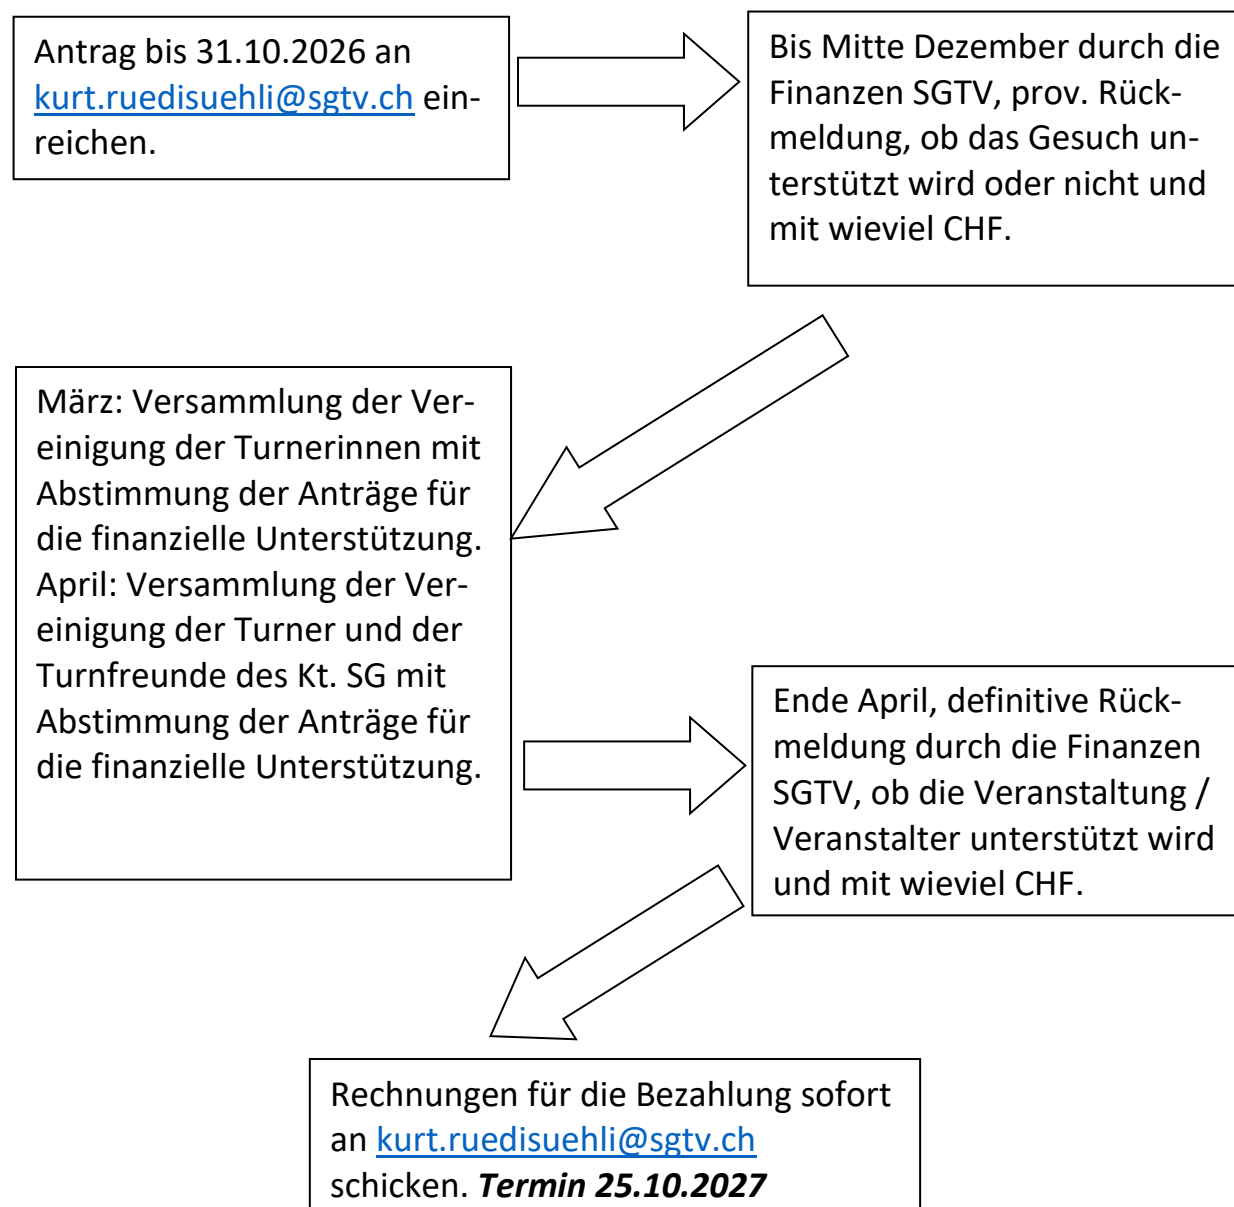 Antrag bis 31.10.2026 an
kurt.ruedisuehli@sgtv.ch ein-
reichen.
Bis Mitte Dezember durch die
Finanzen SGTV, prov. Rück-
meldung, ob das Gesuch un-
terstützt wird oder nicht und
mit wieviel CHF.
März: Versammlung der Ver-
einigung der Turnerinnen mit
Abstimmung der Anträge für
die finanzielle Unterstützung.
April: Versammlung der Ver-
einigung der Turner und der
Turnfreunde des Kt. SG mit
Abstimmung der Anträge für
die finanzielle Unterstützung.
Ende April, definitive Rück-
meldung durch die Finanzen
SGTV, ob die Veranstaltung /
Veranstalter unterstützt wird
und mit wieviel CHF.
Rechnungen für die Bezahlung sofort
an kurt.ruedisuehli@sgtv.ch
schicken. Termin 25.10.2027